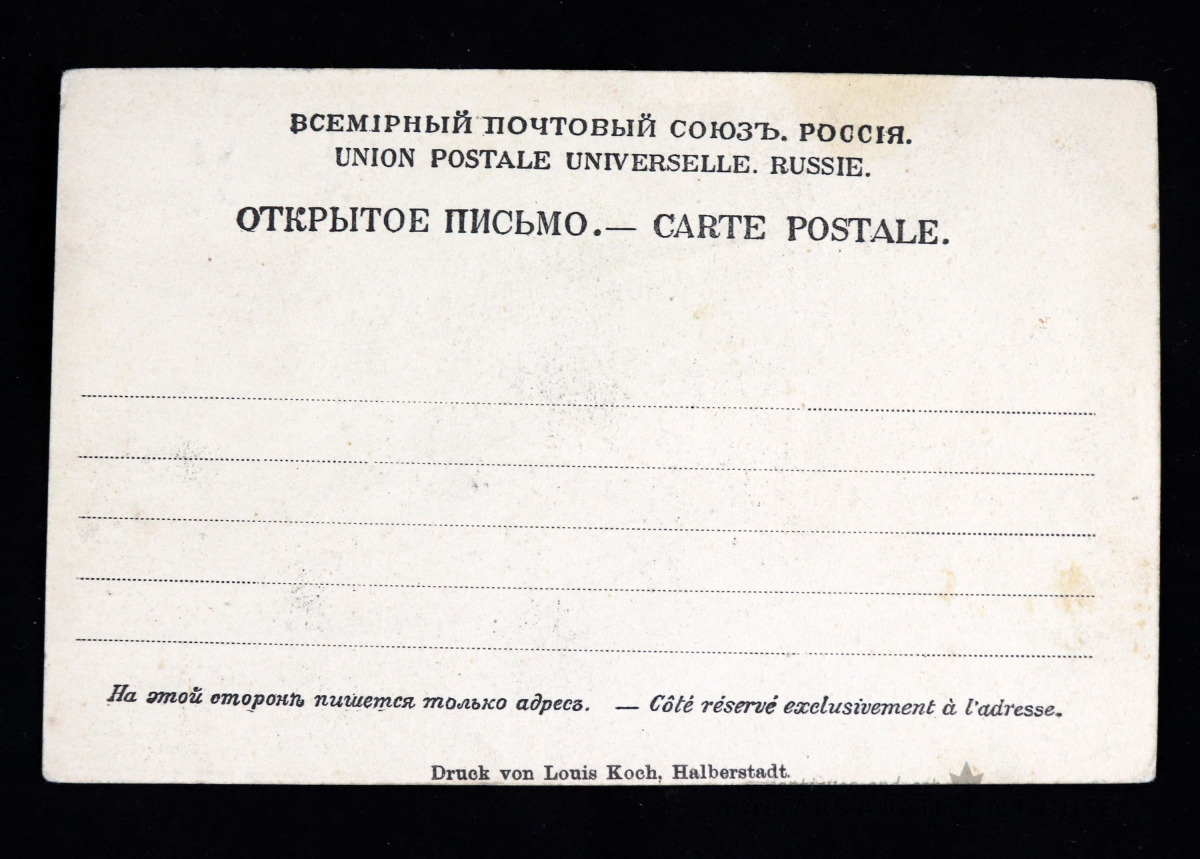 ВСЕМІРНЫЙ ПОЧТОВЫЙ СОЮЗЪ. РОССІЯ.
UNION POSTALE UNIVERSELLE. RUSSIE.
ОТКРЫТОЕ ПИСЬМО.— CARTE POSTALE.
На этой сторонѣ пишется только адресъ. — Côté réservé exclusivement à l'adresse.
Druck von Louis Koch, Halberstadt.